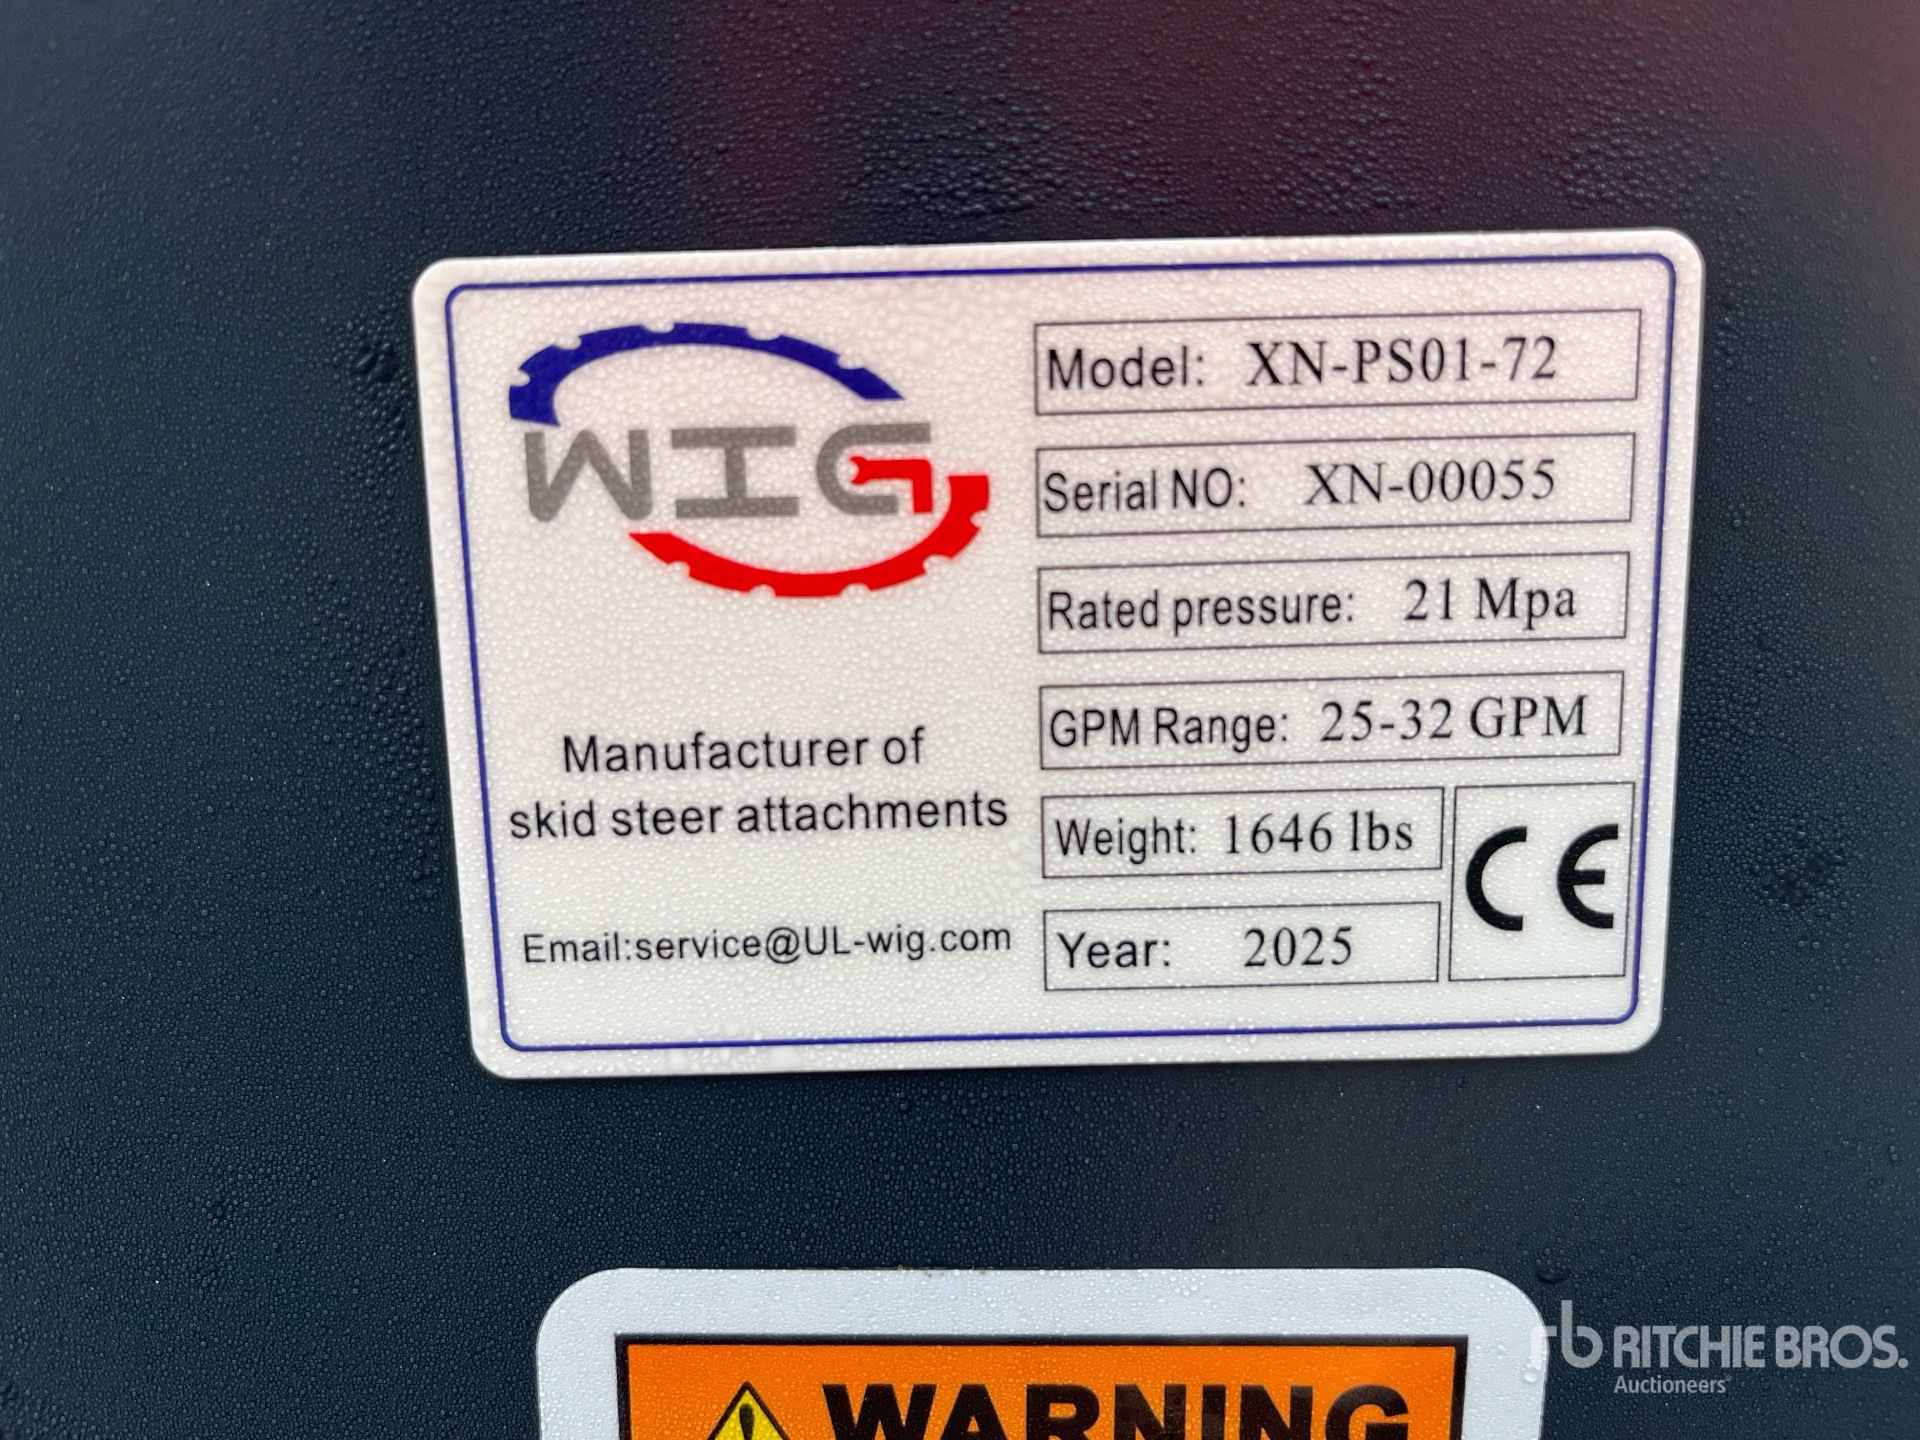 WIG
Manufacturer of
skid steer attachments
Email:service@UL-wig.com
Model: XN-PS01-72
Serial NO: XN-00055
Rated pressure: 21 Mpa
GPM Range: 25-32 GPM
Weight: 1646 lbs
Year: 2025
CE
WARNING
rb RITCHIE BROS.
Auctioneers